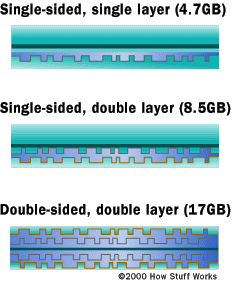 Single-sided, single layer (4.7GB)
Single-sided, double layer (8.5GB)
Double-sided, double layer (17GB)
©2000 How Stuff Works